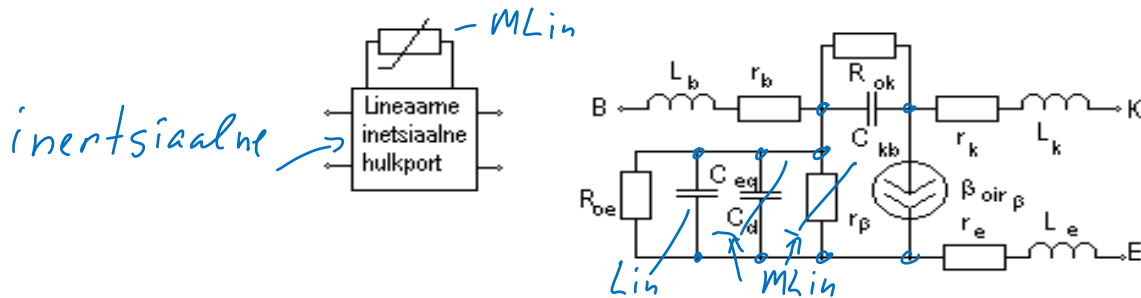 MLin
Lineaarne
inetsiaalne
hulkport
inertsiaalne
B
L b
r b
R ok
C kb
r k
L k
K
R oe
C eq
C d
r β
β oir β
r e
L e
E
Lin
MLin